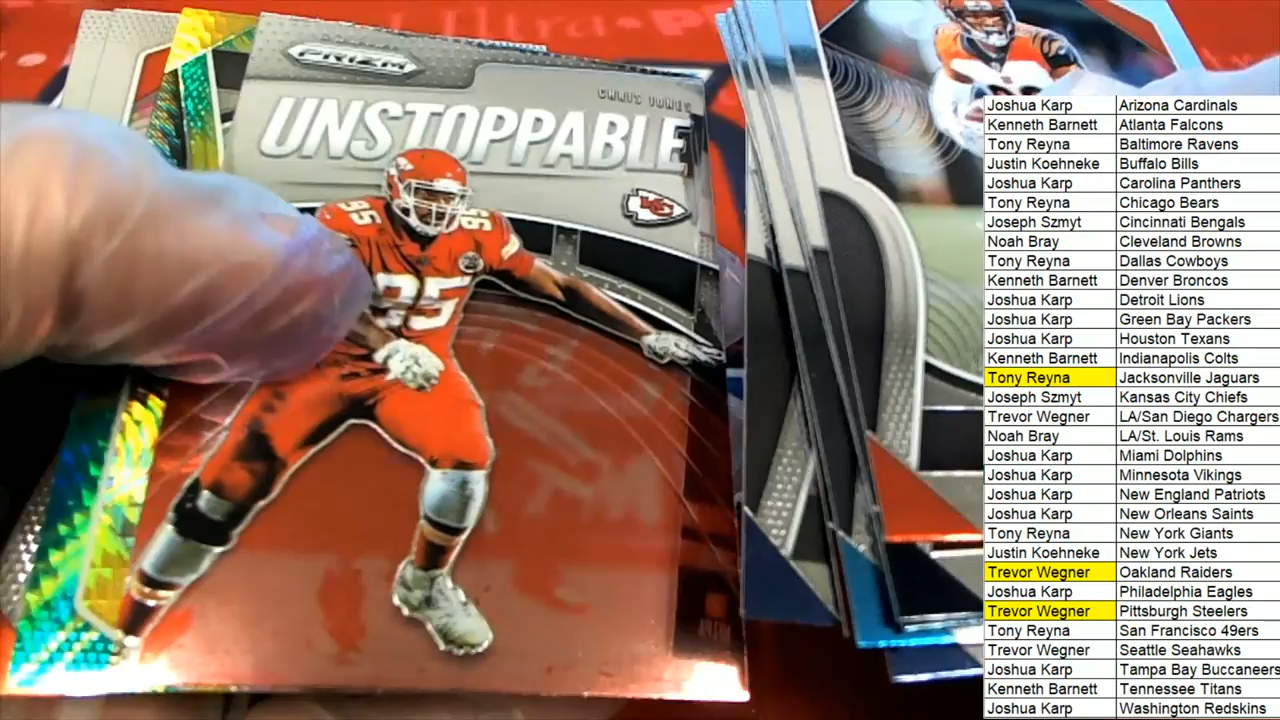 PRIZM
CHRIS JONES
UNSTOPPABLE
KC
95
95
95
Joshua Karp Arizona Cardinals
Kenneth Barnett Atlanta Falcons
Tony Reyna Baltimore Ravens
Justin Koehneke Buffalo Bills
Joshua Karp Carolina Panthers
Tony Reyna Chicago Bears
Joseph Szmyt Cincinnati Bengals
Noah Bray Cleveland Browns
Tony Reyna Dallas Cowboys
Kenneth Barnett Denver Broncos
Joshua Karp Detroit Lions
Joshua Karp Green Bay Packers
Joshua Karp Houston Texans
Kenneth Barnett Indianapolis Colts
Tony Reyna Jacksonville Jaguars
Joseph Szmyt Kansas City Chiefs
Trevor Wegner LA/San Diego Chargers
Noah Bray LA/St. Louis Rams
Joshua Karp Miami Dolphins
Joshua Karp Minnesota Vikings
Joshua Karp New England Patriots
Joshua Karp New Orleans Saints
Tony Reyna New York Giants
Justin Koehneke New York Jets
Trevor Wegner Oakland Raiders
Joshua Karp Philadelphia Eagles
Trevor Wegner Pittsburgh Steelers
Tony Reyna San Francisco 49ers
Trevor Wegner Seattle Seahawks
Joshua Karp Tampa Bay Buccaneers
Kenneth Barnett Tennessee Titans
Joshua Karp Washington Redskins